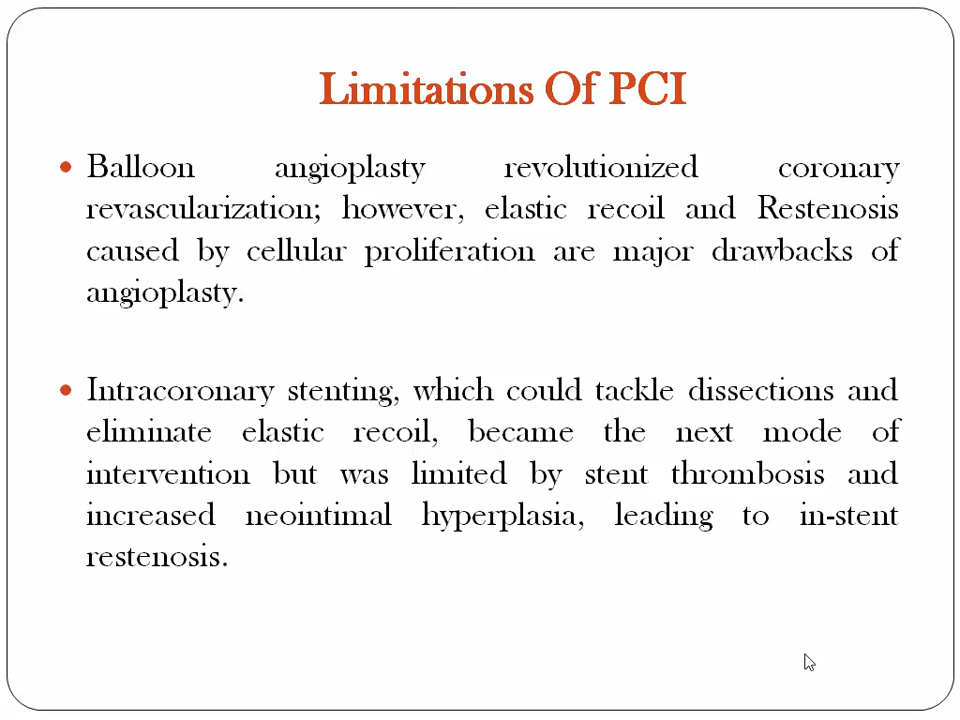 Limitations Of PCI
• Balloon angioplasty revolutionized coronary
revascularization; however, elastic recoil and Restenosis
caused by cellular proliferation are major drawbacks of
angioplasty.
• Intracoronary stenting, which could tackle dissections and
eliminate elastic recoil, became the next mode of
intervention but was limited by stent thrombosis and
increased neointimal hyperplasia, leading to in-stent
restenosis.